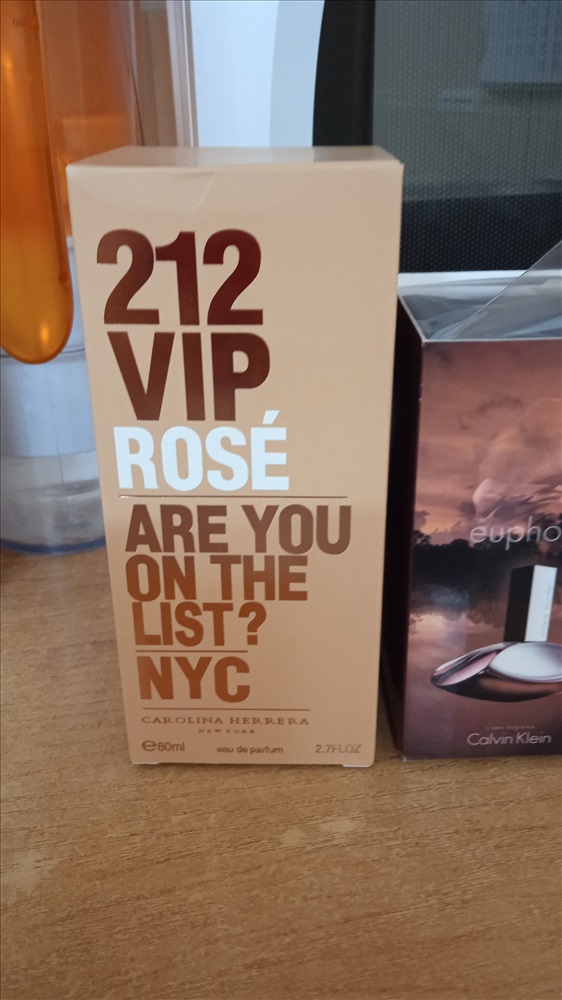 212
VIP
ROSÉ
ARE YOU
ON THE
LIST?
NYC
CAROLINA HERRERA
NEW YORK
e80ml eau de parfum 2.7FL.OZ
eupho
Calvin Klein